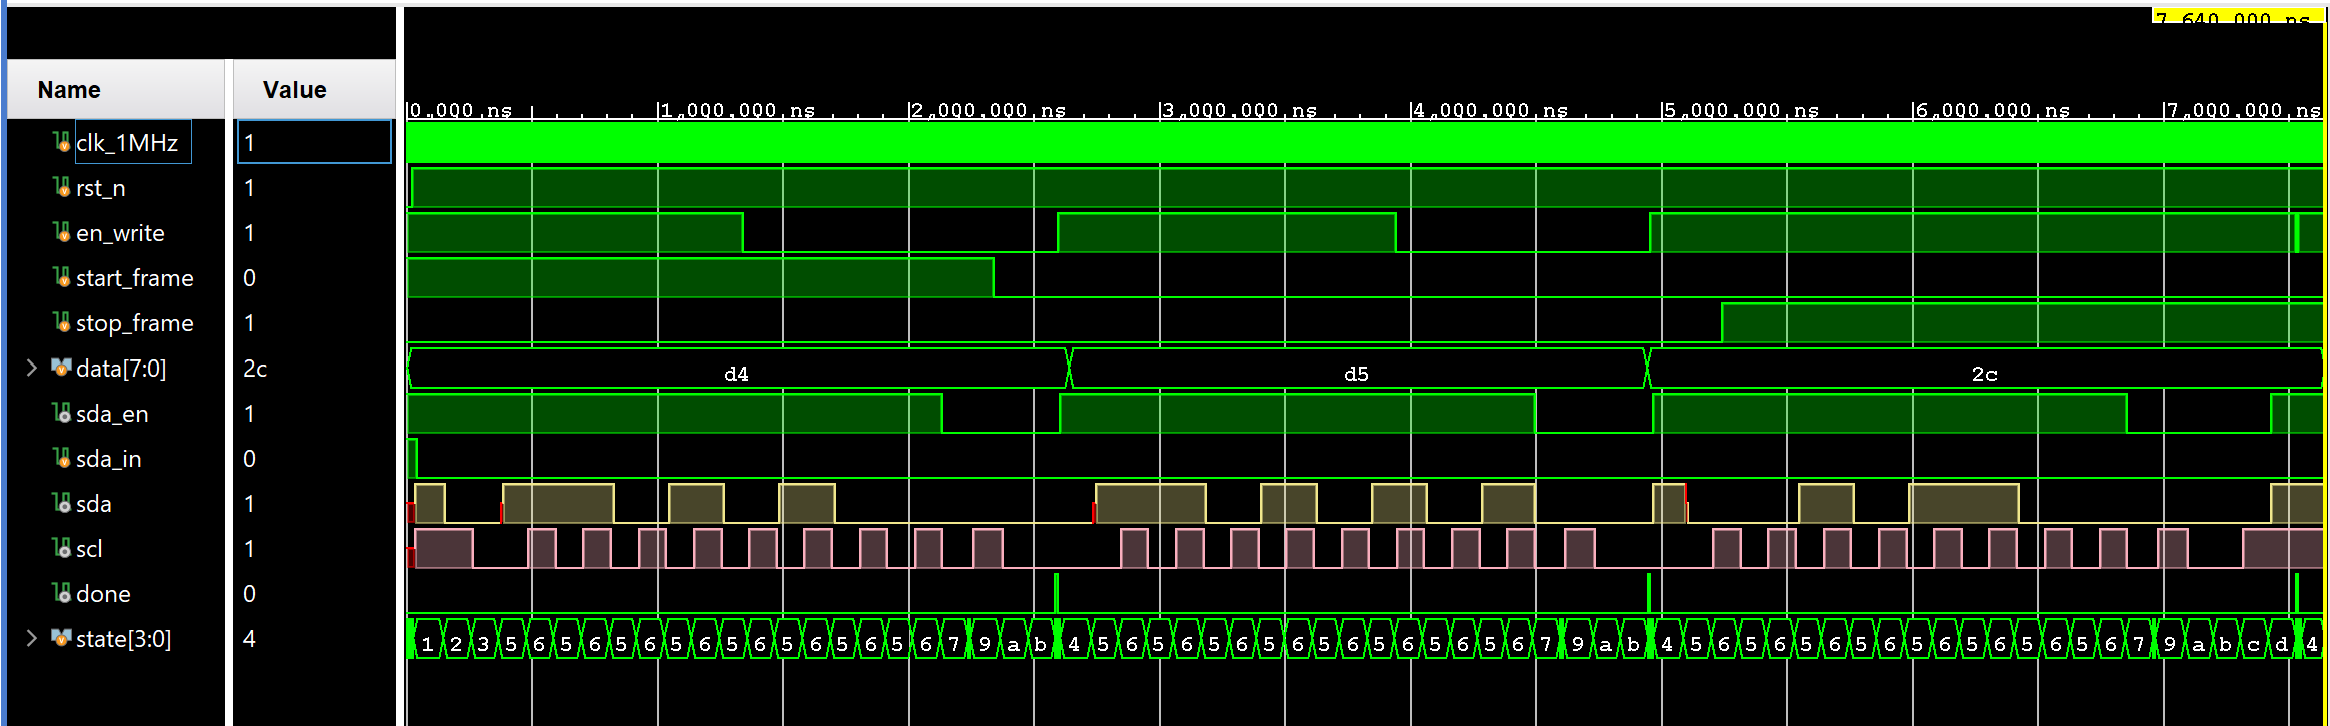 7,640,000 ns
Name Value
0,000 ns 1,000,000 ns 2,000,000 ns 3,000,000 ns 4,000,000 ns 5,000,000 ns 6,000,000 ns 7,000,000 ns
clk_1MHz 1
rst_n 1
en_write 1
start_frame 0
stop_frame 1
data[7:0] 2c d4 d5 2c
sda_en 1
sda_in 0
sda 1
scl 1
done 0
state[3:0] 4 1 2 3 5 6 5 6 5 6 5 6 5 6 5 6 5 6 5 6 7 9 a b 4 5 6 5 6 5 6 5 6 5 6 5 6 5 6 5 6 7 9 a b 4 5 6 5 6 5 6 5 6 5 6 5 6 5 6 5 6 7 9 a b c d 4